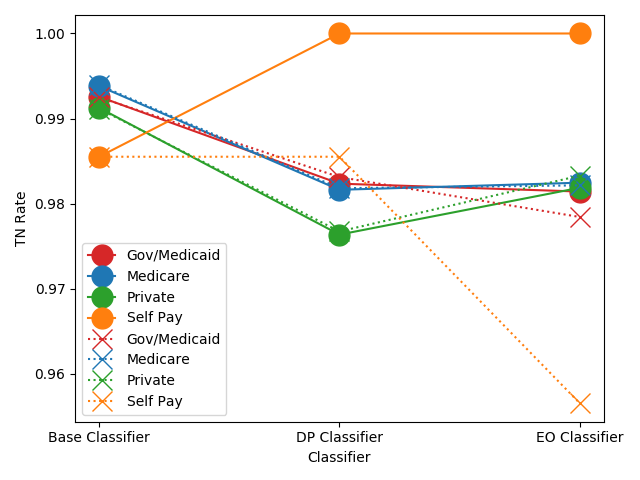 1.00
0.99
0.98
0.97
0.96
TN Rate
Gov/Medicaid
Medicare
Private
Self Pay
Gov/Medicaid
Medicare
Private
Self Pay
Base Classifier
DP Classifier
EO Classifier
Classifier